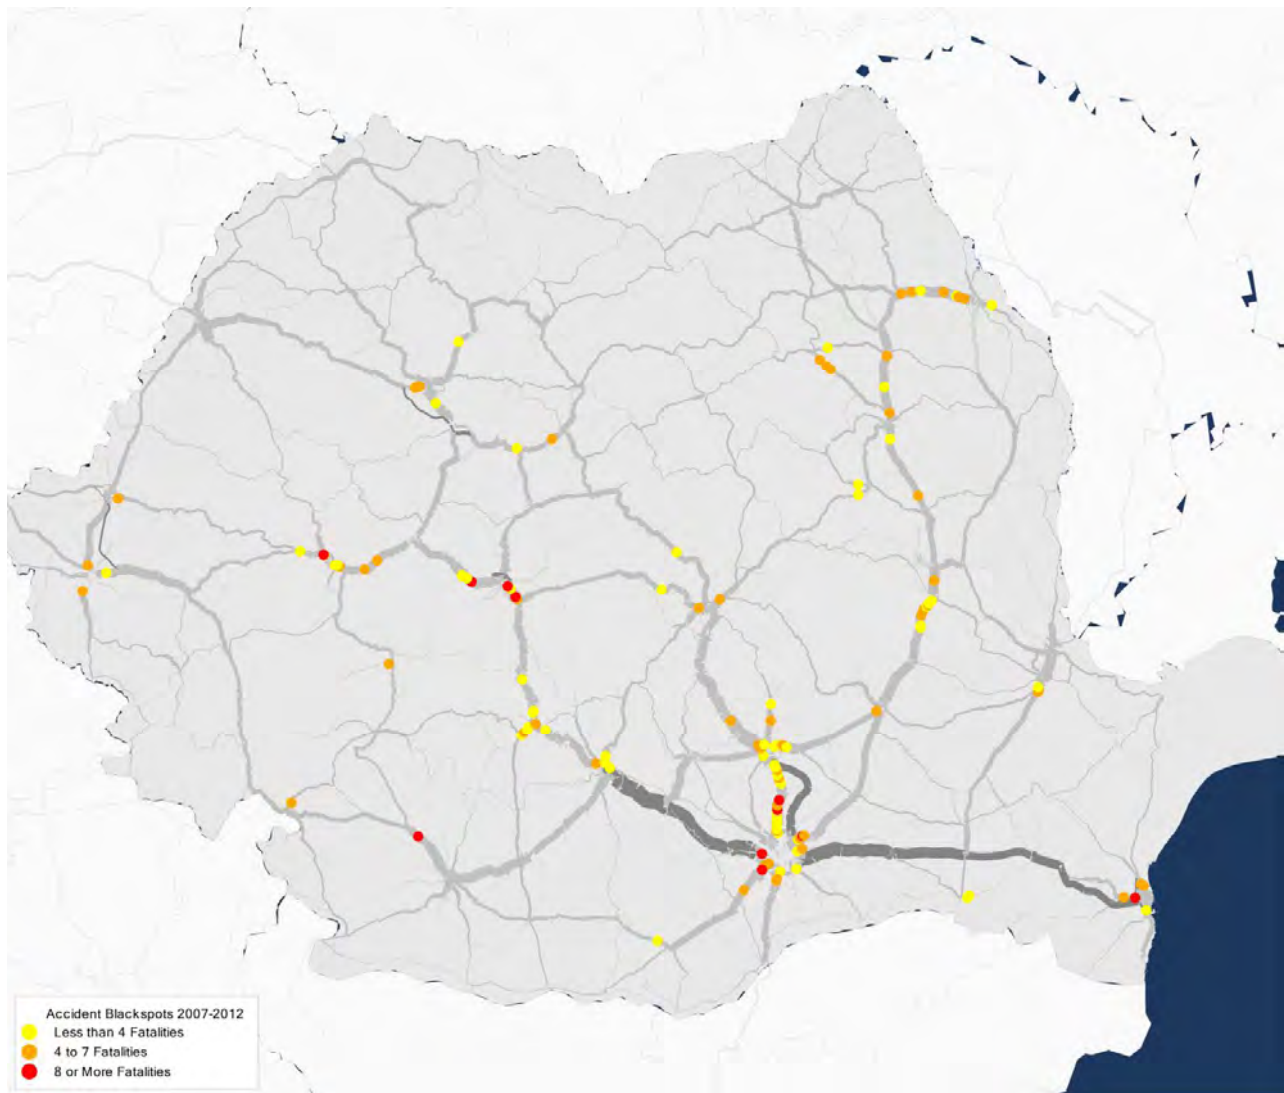 Accident Blackspots 2007-2012
Less than 4 Fatalities
4 to 7 Fatalities
8 or More Fatalities